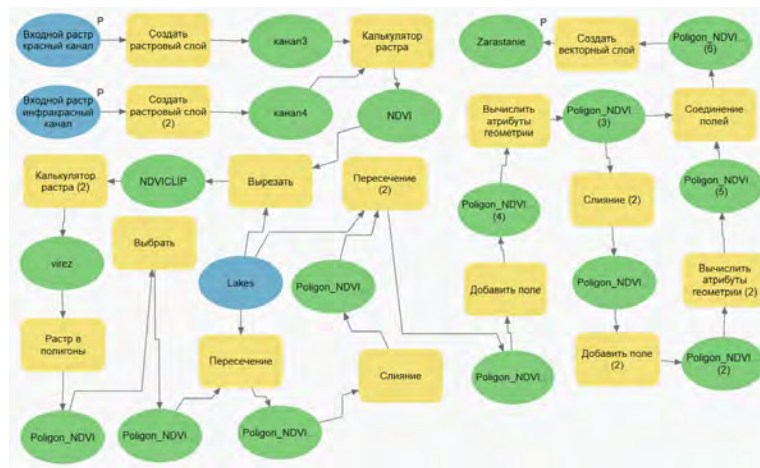 Входной растр
красный канал
P
Создать
растровый слой
канал3
Калькулятор
растра
Входной растр
инфракрасный
канал
P
Создать
растровый слой
(2)
канал4
NDVI
Калькулятор
растра (2)
NDVICLIP
Вырезать
Пересечение
(2)
virez
Выбрать
Lakes
Poligon_NDVI...
Растр в
полигоны
Пересечение
Слияние
Poligon_NDVI
Poligon_NDVI...
Poligon_NDVI...
Zarastanie
P
Создать
векторный слой
Poligon_NDVI...
(6)
Вычислить
атрибуты
геометрии
Poligon_NDVI...
(3)
Соединение
полей
Poligon_NDVI...
(4)
Слияние (2)
Poligon_NDVI...
(5)
Добавить поле
Poligon_NDVI...
Вычислить
атрибуты
геометрии (2)
Poligon_NDVI...
Добавить поле
(2)
Poligon_NDVI...
(2)